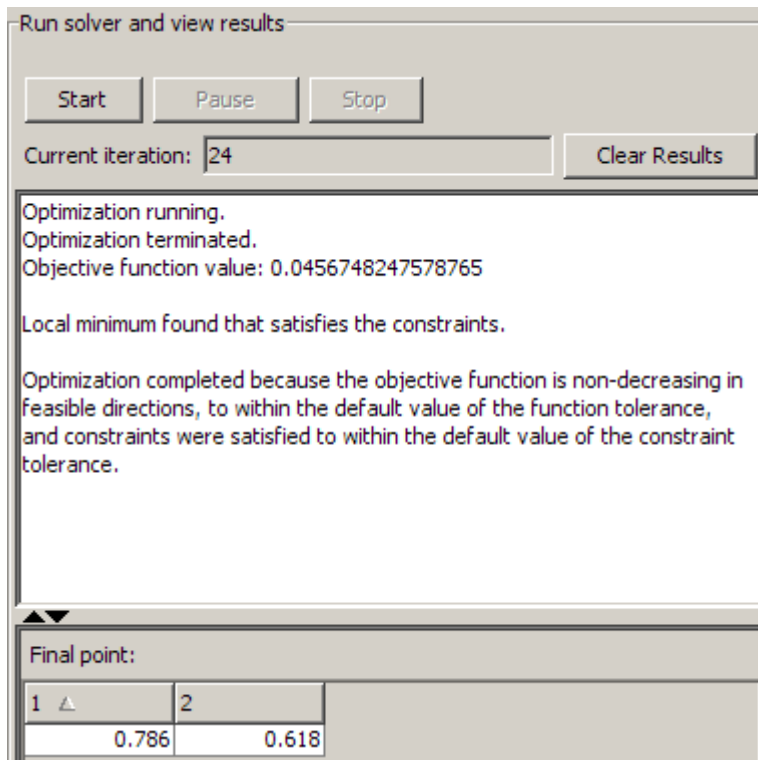 Run solver and view results
Start Pause Stop
Current iteration: 24 Clear Results
Optimization running.
Optimization terminated.
Objective function value: 0.0456748247578765
Local minimum found that satisfies the constraints.
Optimization completed because the objective function is non-decreasing in
feasible directions, to within the default value of the function tolerance,
and constraints were satisfied to within the default value of the constraint
tolerance.
Final point:
1 2
0.786 0.618